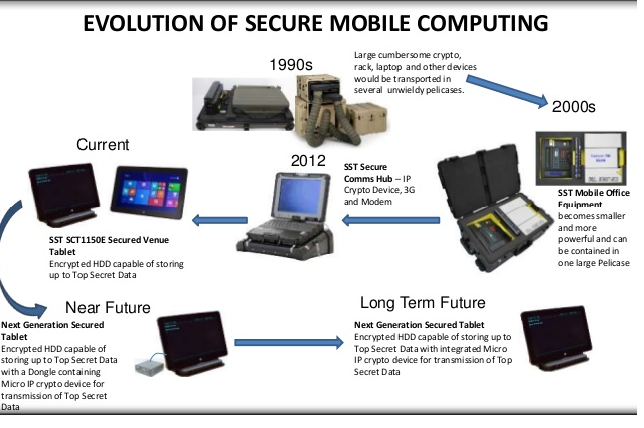 EVOLUTION OF SECURE MOBILE COMPUTING
1990s
Large cumbersome crypto,
rack, laptop and other devices
would be transported in
several unwieldy pelicases.
2000s
SST Mobile Office
Equipment
becomes smaller
and more
powerful and can
be contained in
one large Pelicase
2012
SST Secure
Comms Hub – IP
Crypto Device, 3G
and Modem
Current
SST SCT1150E Secured Venue
Tablet
Encrypted HDD capable of storing
up to Top Secret Data
Near Future
Next Generation Secured
Tablet
Encrypted HDD capable of
storing up to Top Secret Data
with a Dongle containing
Micro IP crypto device for
transmission of Top Secret
Data
Long Term Future
Next Generation Secured Tablet
Encrypted HDD capable of storing up to
Top Secret Data with integrated Micro
IP crypto device for transmission of Top
Secret Data